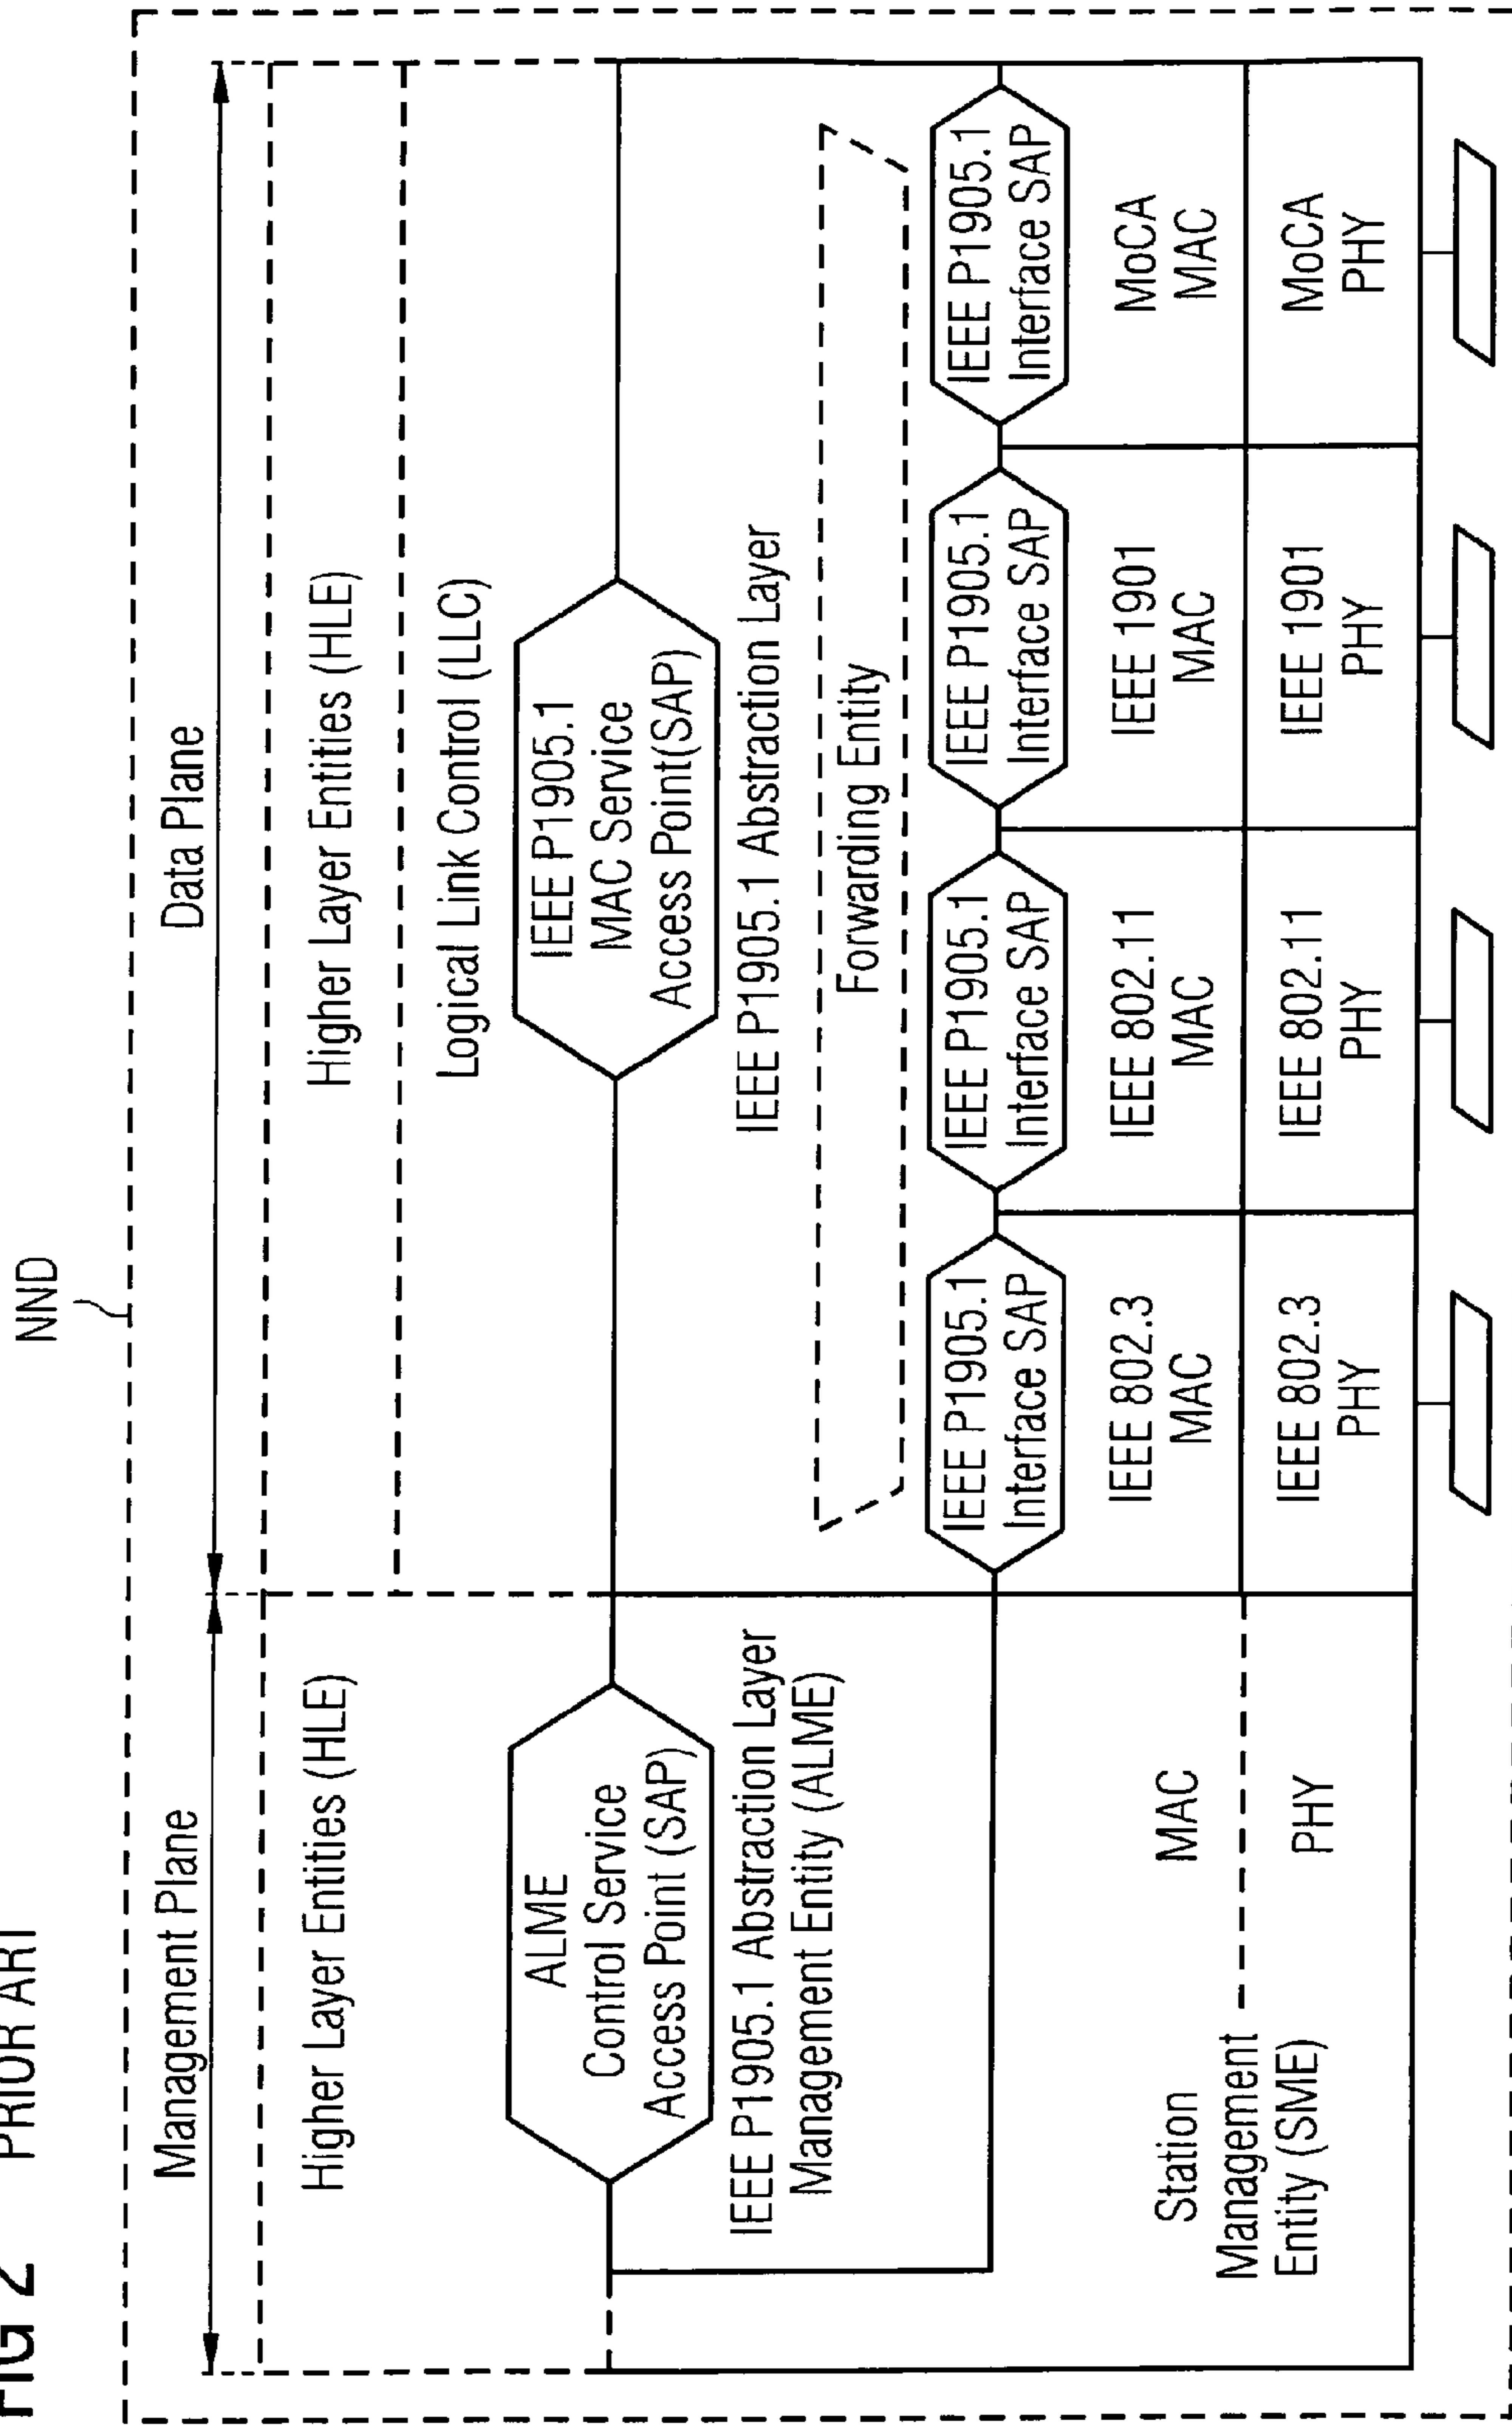 FIG 2 PRIOR ART
NND
Management Plane
Data Plane
Higher Layer Entities (HLE)
Higher Layer Entities (HLE)
Logical Link Control (LLC)
ALME
Control Service
Access Point (SAP)
IEEE P1905.1
MAC Service
Access Point(SAP)
IEEE P1905.1 Abstraction Layer
Management Entity (ALME)
IEEE P1905.1 Abstraction Layer
Forwarding Entity
IEEE P1905.1
Interface SAP
IEEE P1905.1
Interface SAP
IEEE P1905.1
Interface SAP
IEEE P1905.1
Interface SAP
Station
Management
Entity (SME)
MAC
PHY
IEEE 802.3
MAC
IEEE 802.11
MAC
IEEE 1901
MAC
MoCA
MAC
IEEE 802.3
PHY
IEEE 802.11
PHY
IEEE 1901
PHY
MoCA
PHY